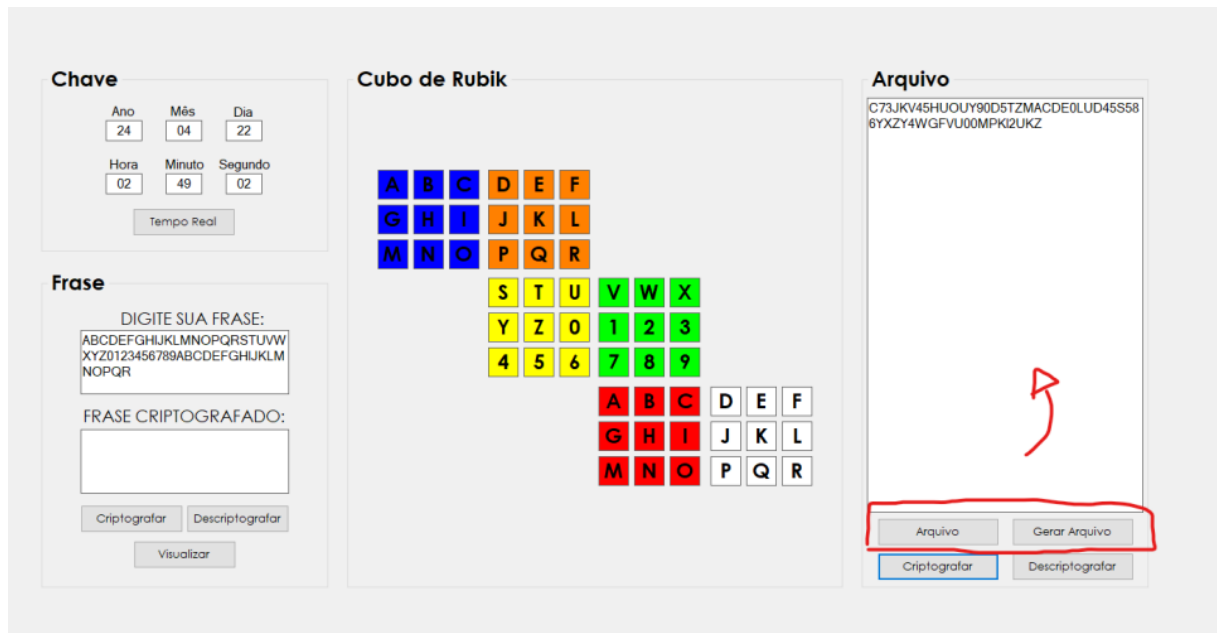 Chave
Ano Mês Dia
24 04 22
Hora Minuto Segundo
02 49 02
Tempo Real
Frase
DIGITE SUA FRASE:
ABCDEFGHIJKLMNOPQRSTUVW
XYZ0123456789ABCDEFGHIJKLM
NOPQR
FRASE CRIPTOGRAFADO:
Criptografar Descriptografar
Visualizar
Cubo de Rubik
A B C D E F
G H I J K L
M N O P Q R
S T U V W X
Y Z 0 1 2 3
4 5 6 7 8 9
A B C D E F
G H I J K L
M N O P Q R
Arquivo
C73JKV45HUOUY90D5TZMACDE0LUD45S58
6YXZY4WGFVU00MPKI2UKZ
Arquivo Gerar Arquivo
Criptografar Descriptografar